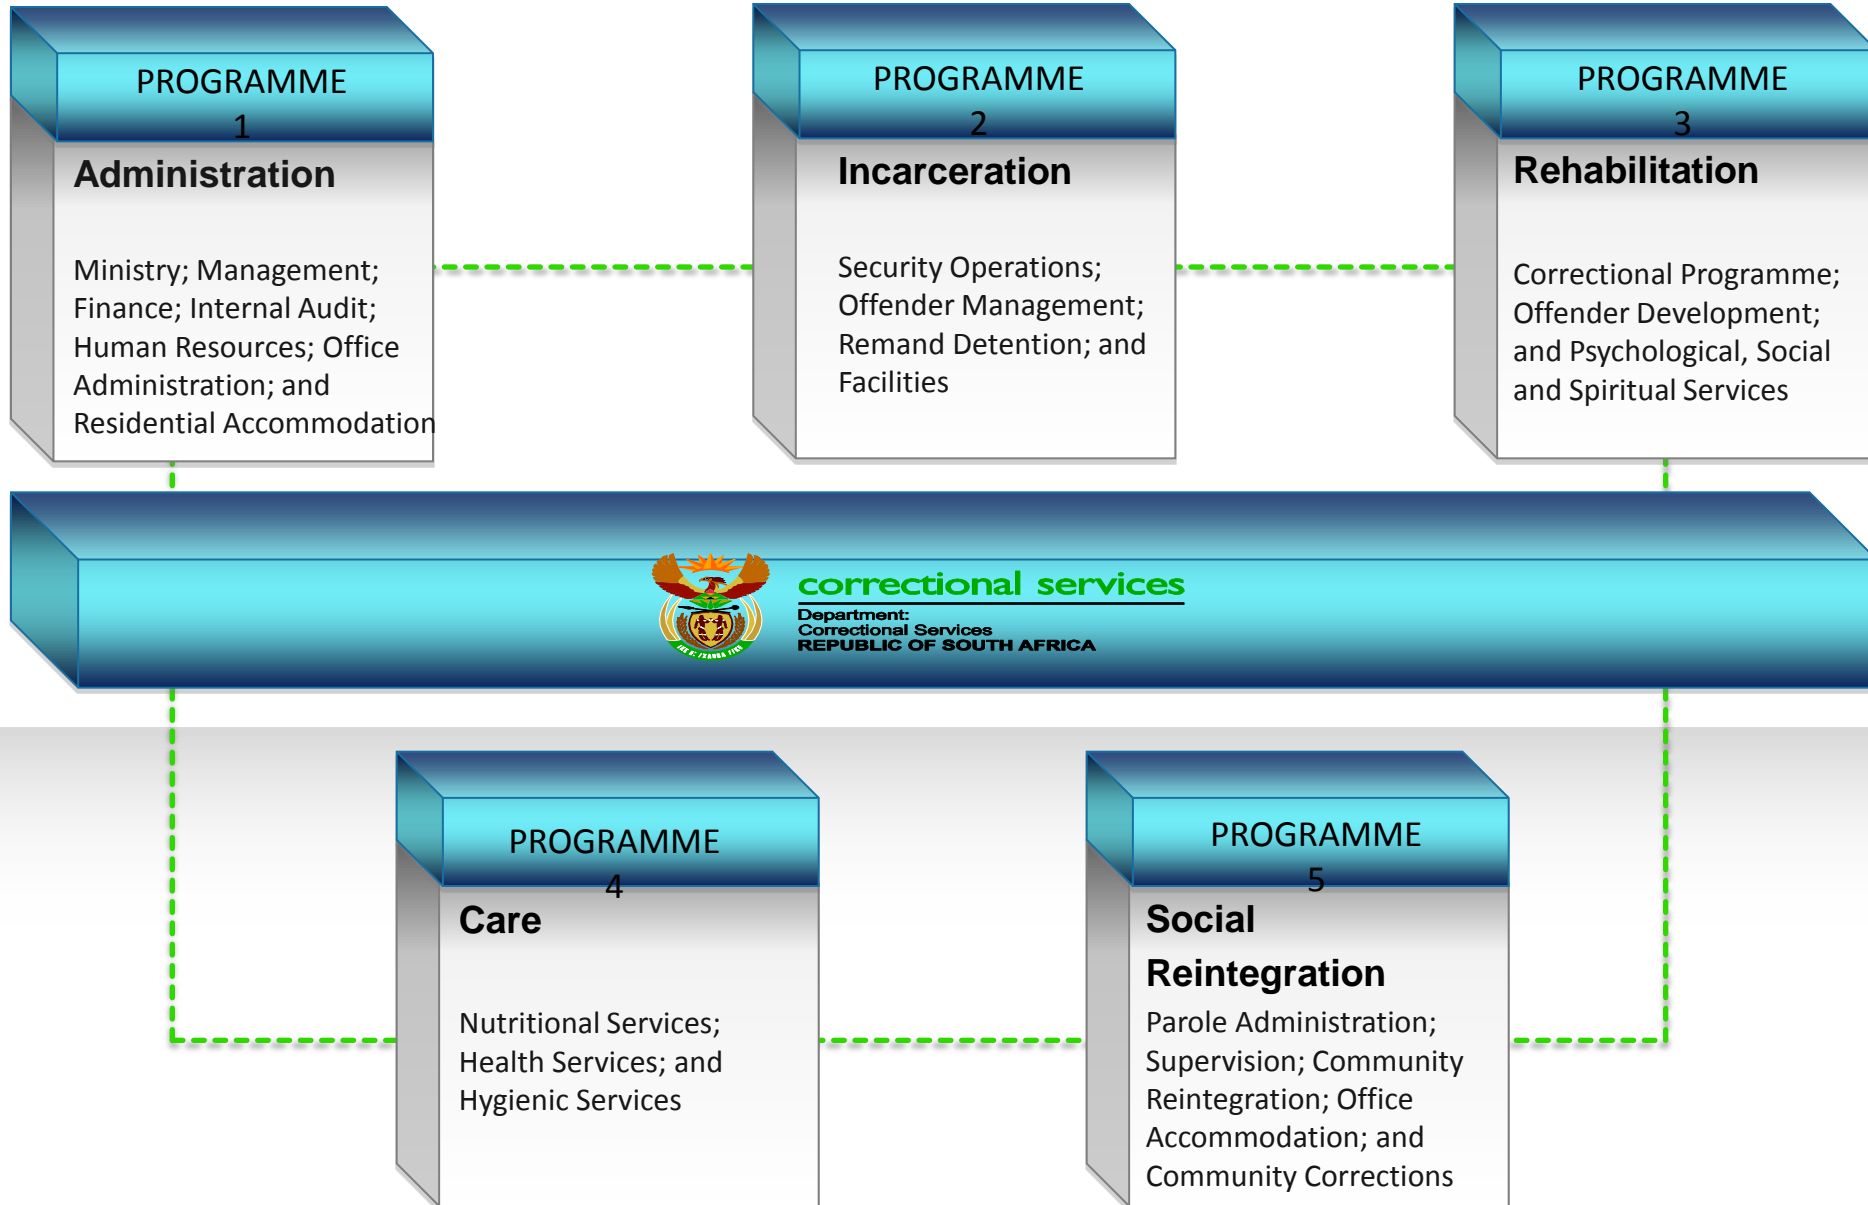 PROGRAMME
1
Administration
Ministry; Management;
Finance; Internal Audit;
Human Resources; Office
Administration; and
Residential Accommodation
PROGRAMME
2
Incarceration
Security Operations;
Offender Management;
Remand Detention; and
Facilities
PROGRAMME
3
Rehabilitation
Correctional Programme;
Offender Development;
and Psychological, Social
and Spiritual Services
correctional services
Department:
Correctional Services
REPUBLIC OF SOUTH AFRICA
PROGRAMME
4
Care
Nutritional Services;
Health Services; and
Hygienic Services
PROGRAMME
5
Social
Reintegration
Parole Administration;
Supervision; Community
Reintegration; Office
Accommodation; and
Community Corrections